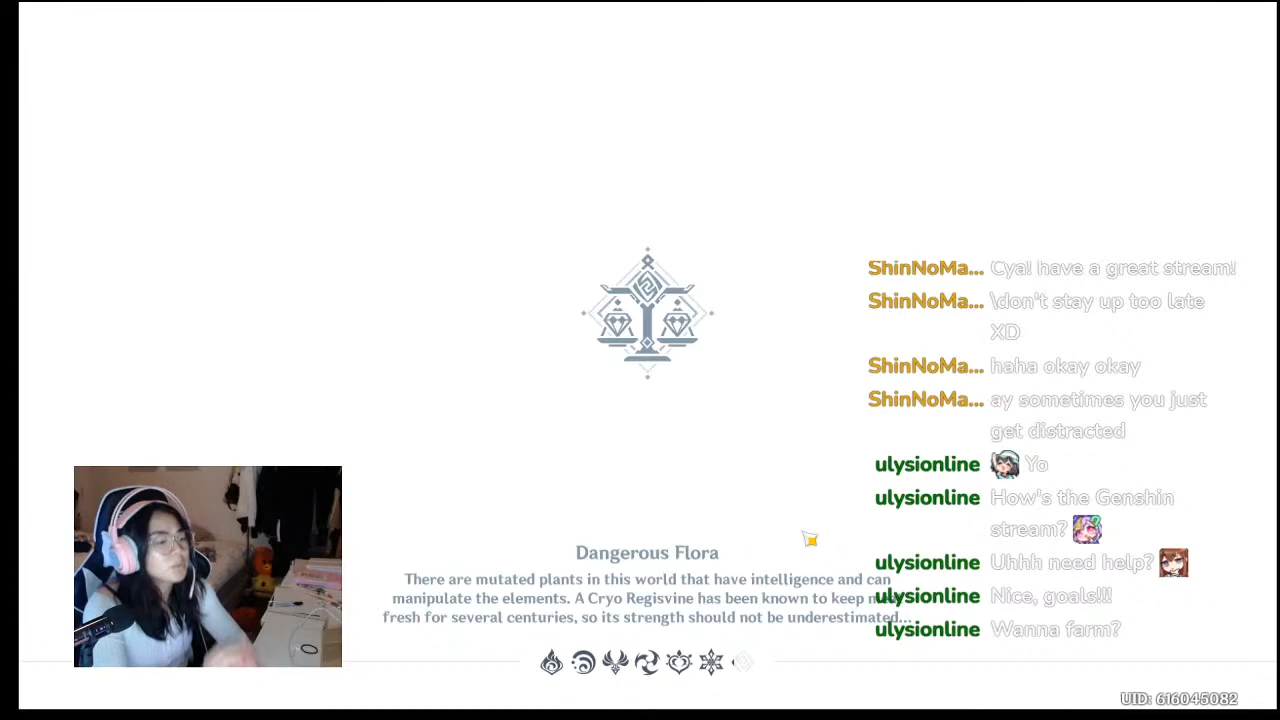 ShinNoMa... Cya! have a great stream!
ShinNoMa... \don't stay up too late
XD
ShinNoMa... haha okay okay
ShinNoMa... ay sometimes you just
get distracted
ulysionline Yo
ulysionline How's the Genshin
stream?
ulysionline Uhhh need help?
ulysionline Nice, goals!!!
ulysionline Wanna farm?
Dangerous Flora
There are mutated plants in this world that have intelligence and can
manipulate the elements. A Cryo Regisvine has been known to keep
fresh for several centuries, so its strength should not be underestimated...
UID: 616045082